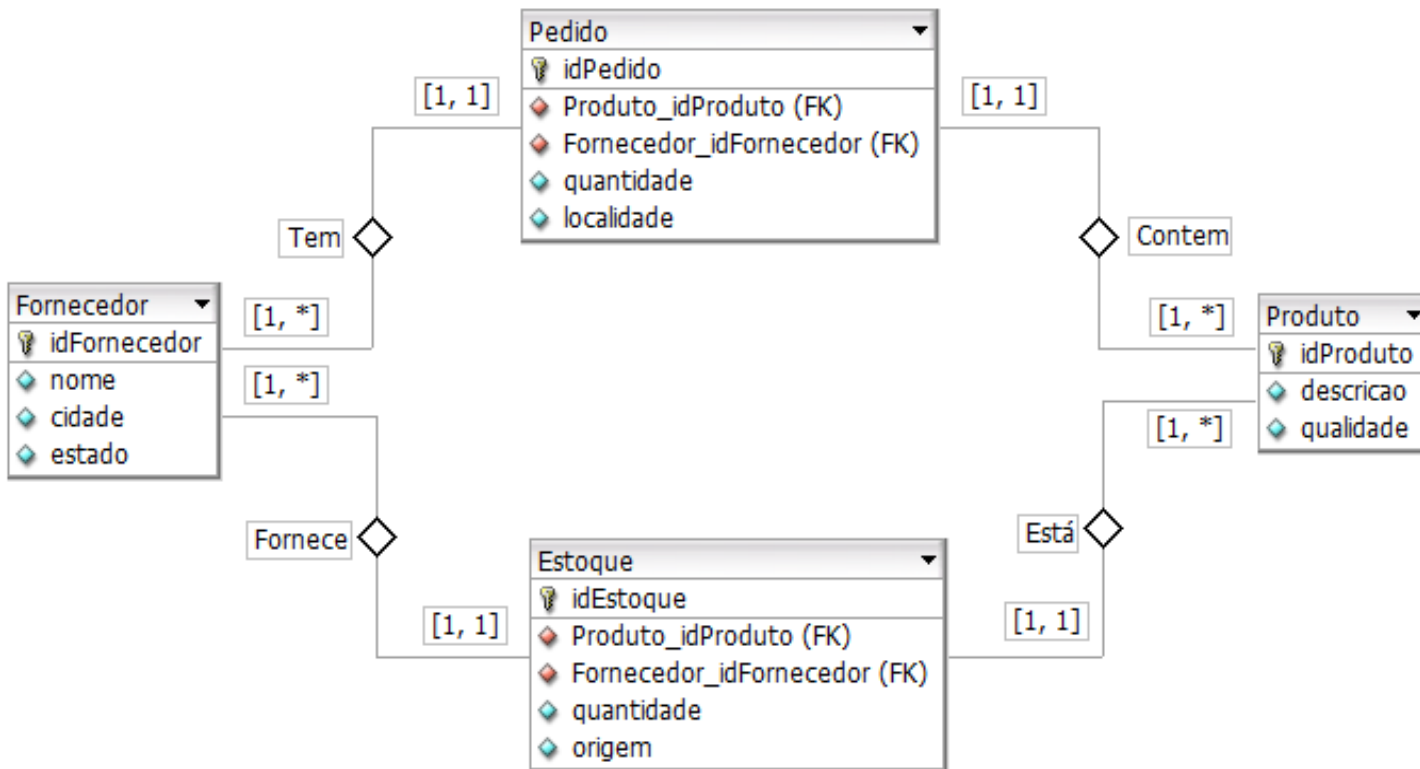 Pedido
idPedido
Produto_idProduto (FK)
Fornecedor_idFornecedor (FK)
quantidade
localidade
[1, 1]
[1, 1]
Tem
Contem
Fornecedor
idFornecedor
nome
cidade
estado
[1, *]
[1, *]
[1, *]
[1, *]
Produto
idProduto
descricao
qualidade
Fornece
Está
Estoque
idEstoque
Produto_idProduto (FK)
Fornecedor_idFornecedor (FK)
quantidade
origem
[1, 1]
[1, 1]